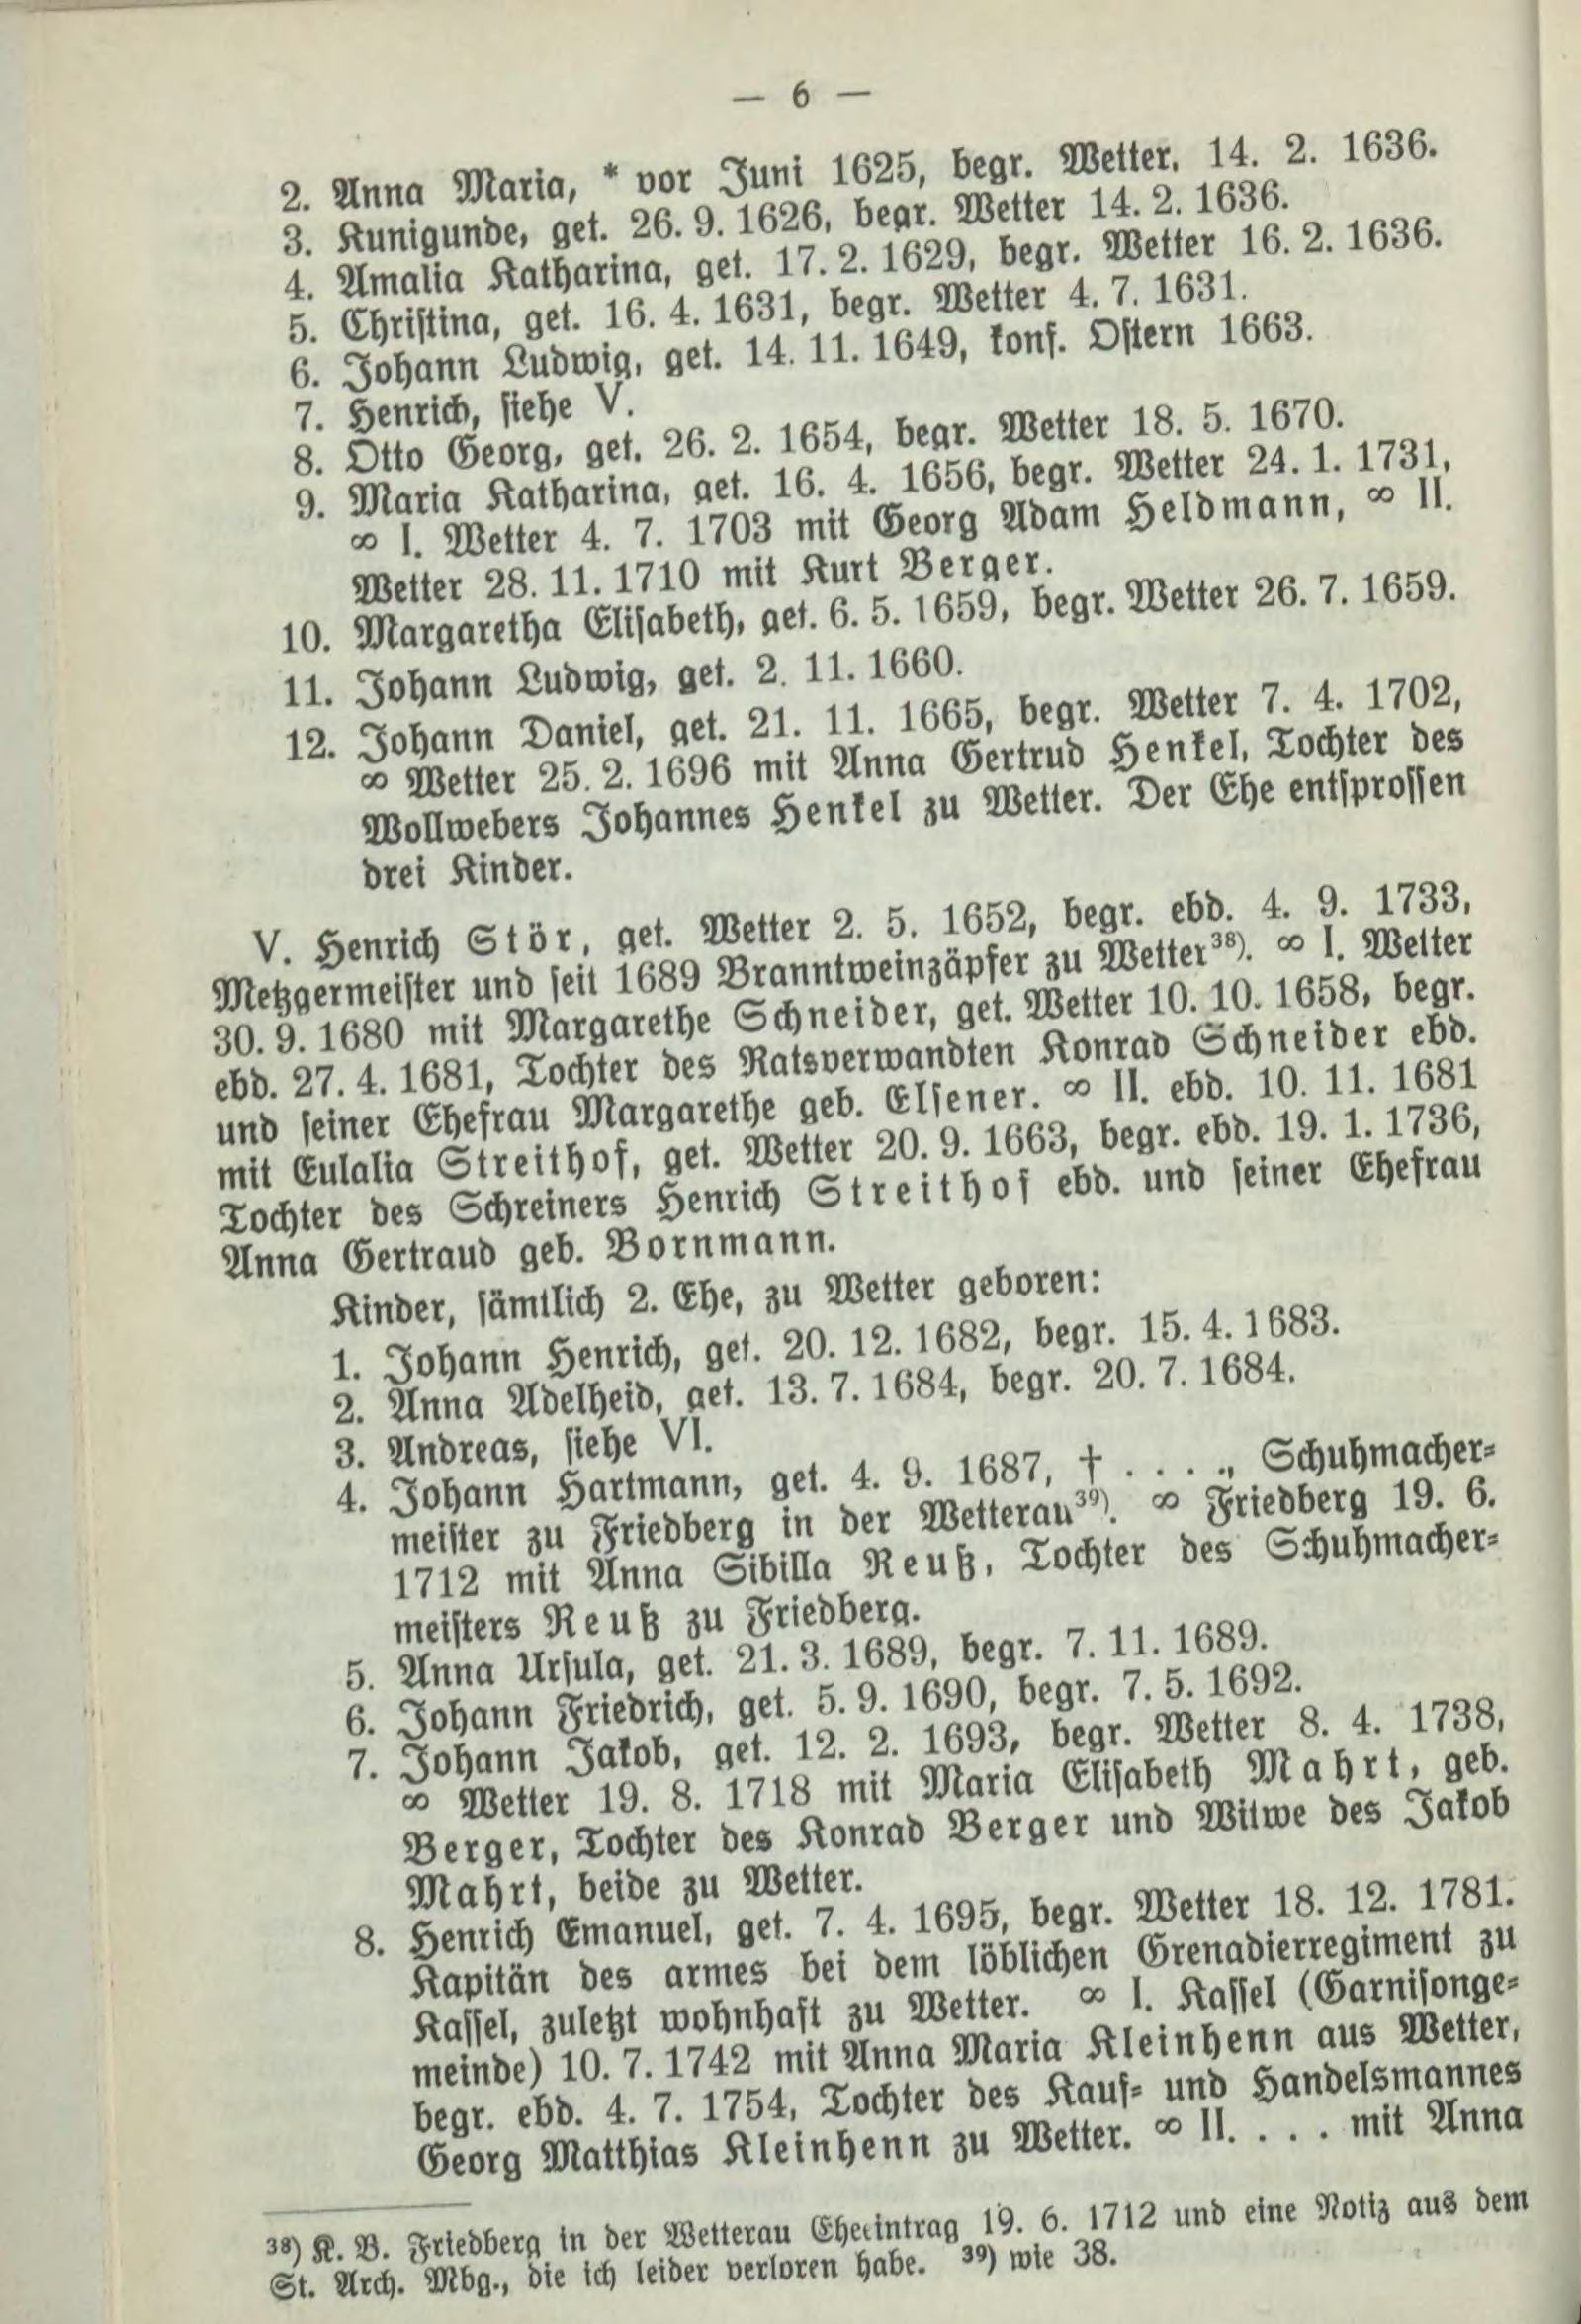 — 6 —
2. Anna Maria, * vor Juni 1625, begr. Wetter, 14. 2. 1636.
3. Kunigunde, get. 26. 9. 1626, begr. Wetter 14. 2. 1636.
4. Amalia Katharina, get. 17. 2. 1629, begr. Wetter 16. 2. 1636.
5. Christina, get. 16. 4. 1631, begr. Wetter 4. 7. 1631.
6. Johann Ludwig, get. 14. 11. 1649, konf. Ostern 1663.
7. Henrich, siehe V.
8. Otto Georg, get. 26. 2. 1654, begr. Wetter 18. 5. 1670.
9. Maria Katharina, get. 16. 4. 1656, begr. Wetter 24. 1. 1731,
∞ I. Wetter 4. 7. 1703 mit Georg Adam Heldmann, ∞ II.
Wetter 28. 11. 1710 mit Kurt Berger.
10. Margaretha Elisabeth, get. 6. 5. 1659, begr. Wetter 26. 7. 1659.
11. Johann Ludwig, get. 2. 11. 1660.
12. Johann Daniel, get. 21. 11. 1665, begr. Wetter 7. 4. 1702,
∞ Wetter 25. 2. 1696 mit Anna Gertrud Henkel, Tochter des
Wollwebers Johannes Henkel zu Wetter. Der Ehe entsprossen
drei Kinder.
V. Henrich Stör, get. Wetter 2. 5. 1652, begr. ebd. 4. 9. 1733,
Metzgermeister und seit 1689 Branntweinzäpfer zu Wetter³⁸). ∞ I. Wetter
30. 9. 1680 mit Margarethe Schneider, get. Wetter 10. 10. 1658, begr.
ebd. 27. 4. 1681, Tochter des Ratsverwandten Konrad Schneider ebd.
und seiner Ehefrau Margarethe geb. Elsener. ∞ II. ebd. 10. 11. 1681
mit Eulalia Streithof, get. Wetter 20. 9. 1663, begr. ebd. 19. 1. 1736,
Tochter des Schreiners Henrich Streithof ebd. und seiner Ehefrau
Anna Gertraud geb. Bornmann.
Kinder, sämtlich 2. Ehe, zu Wetter geboren:
1. Johann Henrich, get. 20. 12. 1682, begr. 15. 4. 1683.
2. Anna Adelheid, get. 13. 7. 1684, begr. 20. 7. 1684.
3. Andreas, siehe VI.
4. Johann Hartmann, get. 4. 9. 1687, † . . . ., Schuhmacher-
meister zu Friedberg in der Wetterau³⁹). ∞ Friedberg 19. 6.
1712 mit Anna Sibilla Reuß, Tochter des Schuhmacher-
meisters Reuß zu Friedberg.
5. Anna Ursula, get. 21. 3. 1689, begr. 7. 11. 1689.
6. Johann Friedrich, get. 5. 9. 1690, begr. 7. 5. 1692.
7. Johann Jakob, get. 12. 2. 1693, begr. Wetter 8. 4. 1738,
∞ Wetter 19. 8. 1718 mit Maria Elisabeth Mahrt, geb.
Berger, Tochter des Konrad Berger und Witwe des Jakob
Mahrt, beide zu Wetter.
8. Henrich Emanuel, get. 7. 4. 1695, begr. Wetter 18. 12. 1781.
Kapitän des armes bei dem löblichen Grenadierregiment zu
Kassel, zuletzt wohnhaft zu Wetter. ∞ I. Kassel (Garnisonge-
meinde) 10. 7. 1742 mit Anna Maria Kleinhenn aus Wetter,
begr. ebd. 4. 7. 1754, Tochter des Kauf- und Handelsmannes
Georg Matthias Kleinhenn zu Wetter. ∞ II. . . . mit Anna
³⁸) K. B. Friedberg in der Wetterau Eheeintrag 19. 6. 1712 und eine Notiz aus dem
St. Arch. Mbg., die ich leider verloren habe. ³⁹) wie 38.